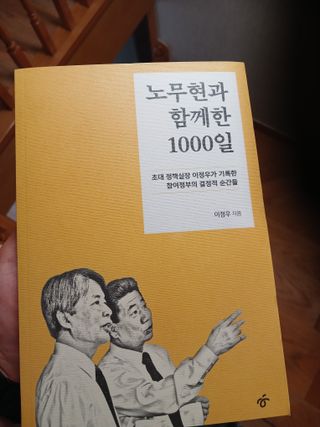 노무현과
함께한
1000일
초대 정책실장 이정우가 기록한
참여정부의 결정적 순간들
이정우 지음